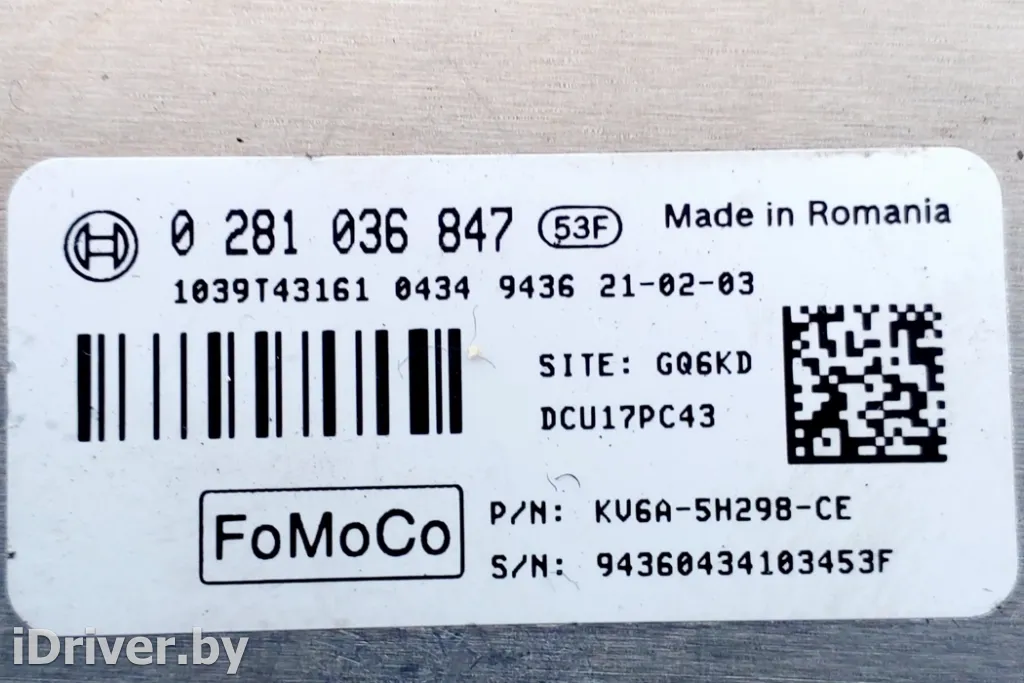 0 281 036 847 53F Made in Romania
1039T43161 0434 9436 21-02-03
SITE: GQ6KD
DCU17PC43
FoMoCo
P/N: KV6A-5H298-CE
S/N: 94360434103453F
iDriver.by